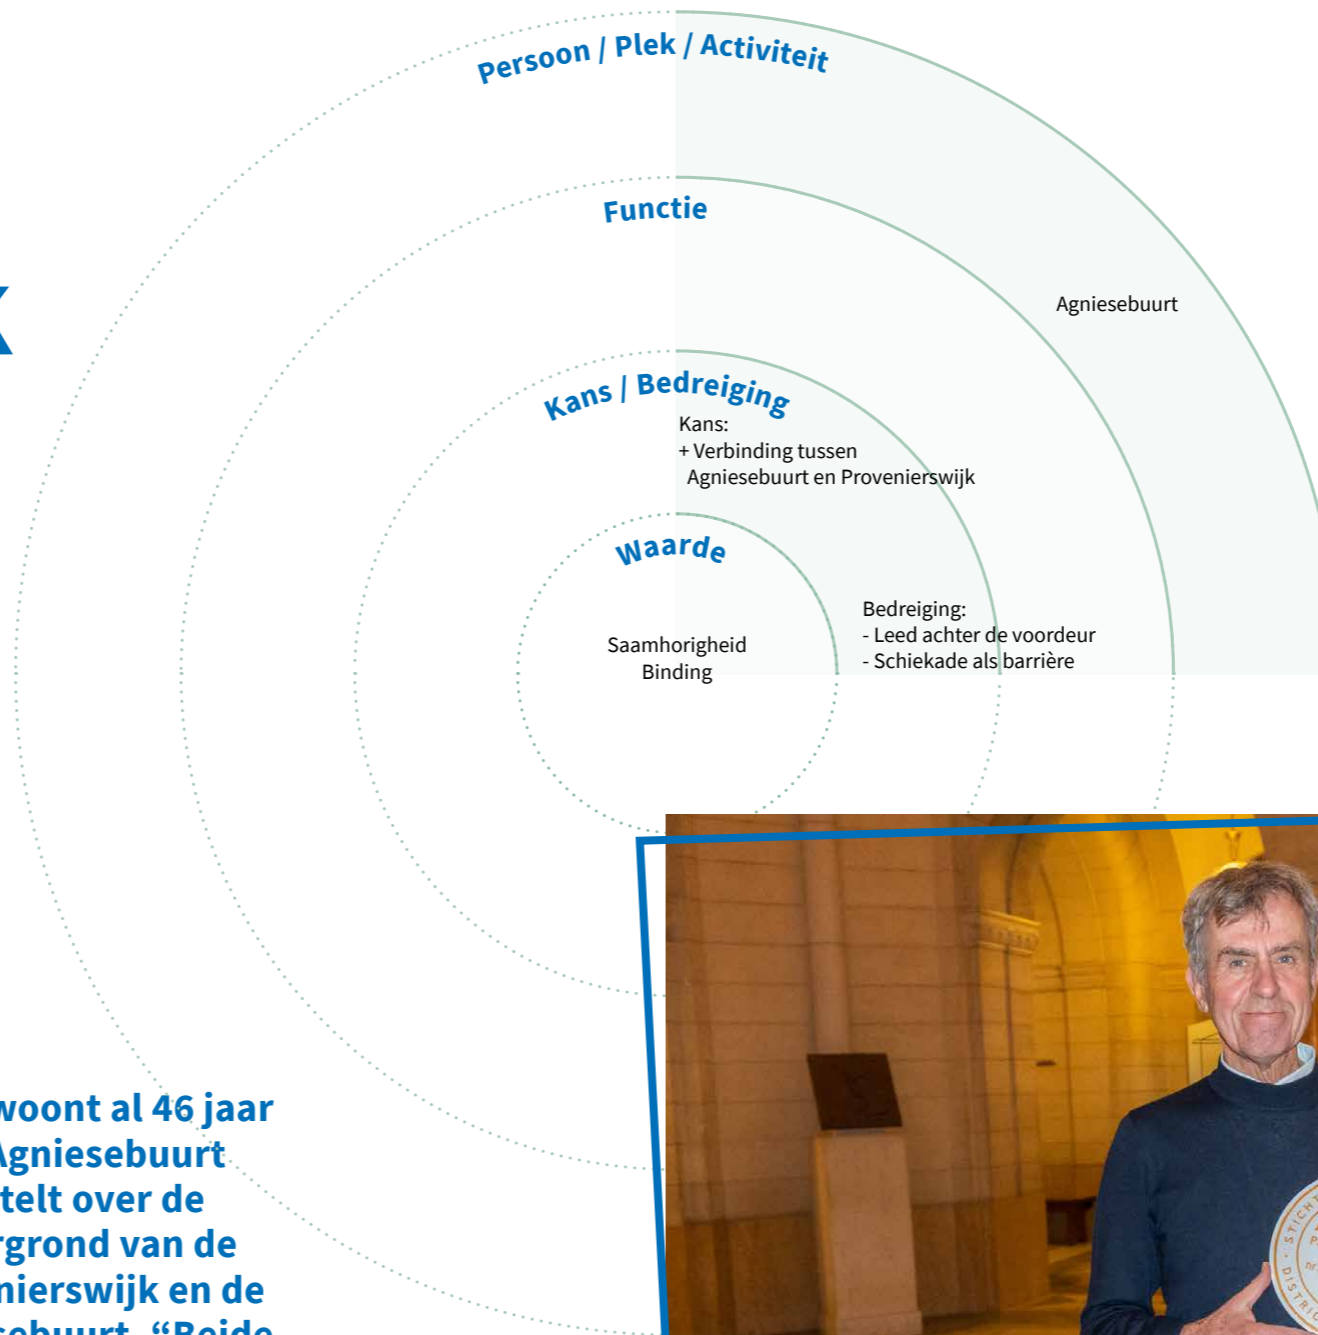 Persoon / Plek / Activiteit
Functie
Agniesebuurt
Kans / Bedreiging
Kans:
+ Verbinding tussen
Agniesebuurt en Provenierswijk
Waarde
Saamhorigheid
Binding
Bedreiging:
- Leed achter de voordeur
- Schiekade als barrière
woont al 46 jaar
Agniesebuurt
telt over de
rgrond van de
nierswijk en de
sebuurt. “Beide